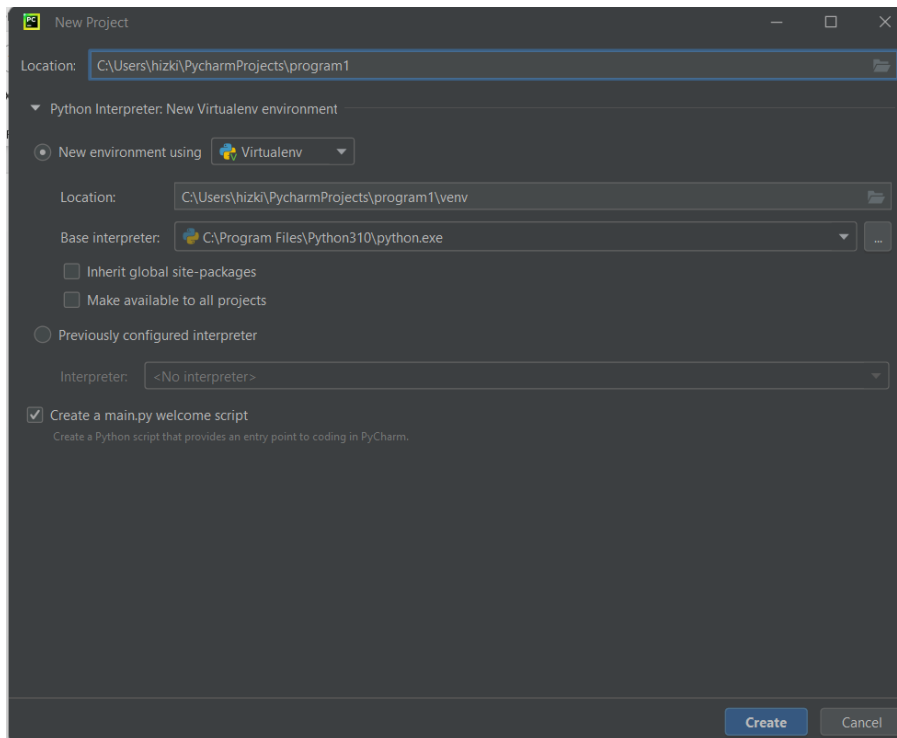 PC New Project
Location: C:\Users\hizki\PycharmProjects\program1
Python Interpreter: New Virtualenv environment
New environment using Virtualenv
Location: C:\Users\hizki\PycharmProjects\program1\venv
Base interpreter: C:\Program Files\Python310\python.exe ...
Inherit global site-packages
Make available to all projects
Previously configured interpreter
Interpreter: <No interpreter>
Create a main.py welcome script
Create a Python script that provides an entry point to coding in PyCharm.
Create Cancel